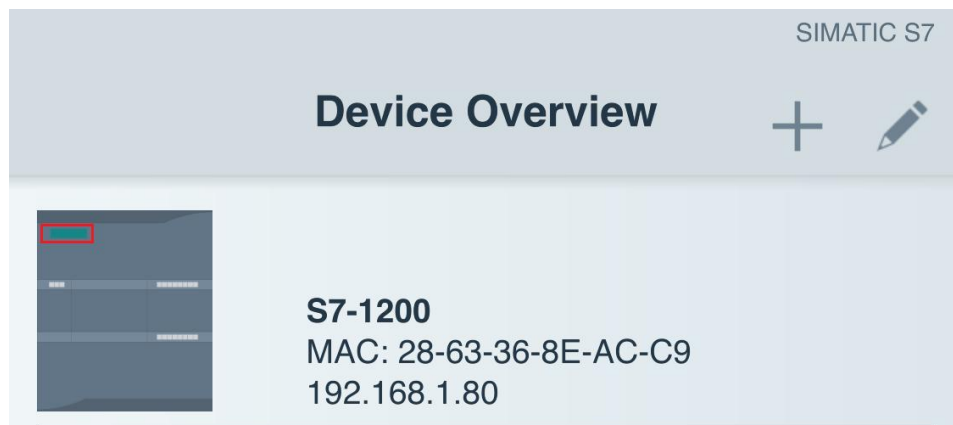 SIMATIC S7
Device Overview
S7-1200
MAC: 28-63-36-8E-AC-C9
192.168.1.80